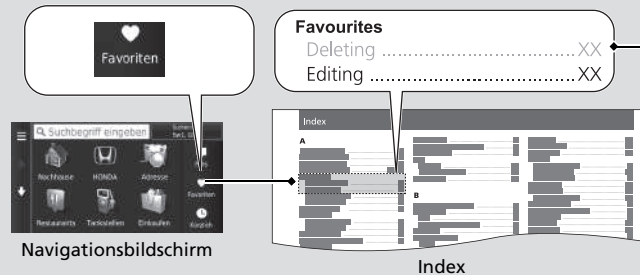 Favoriten
Favourites
Deleting ........................ XX
Editing ........................... XX
Suchbegriff eingeben
Nachhause
HONDA
Adresse
Favoriten
Restaurants
Tankstellen
Einkaufen
Kürzlich
Navigationsbildschirm
Index
A
B
Index